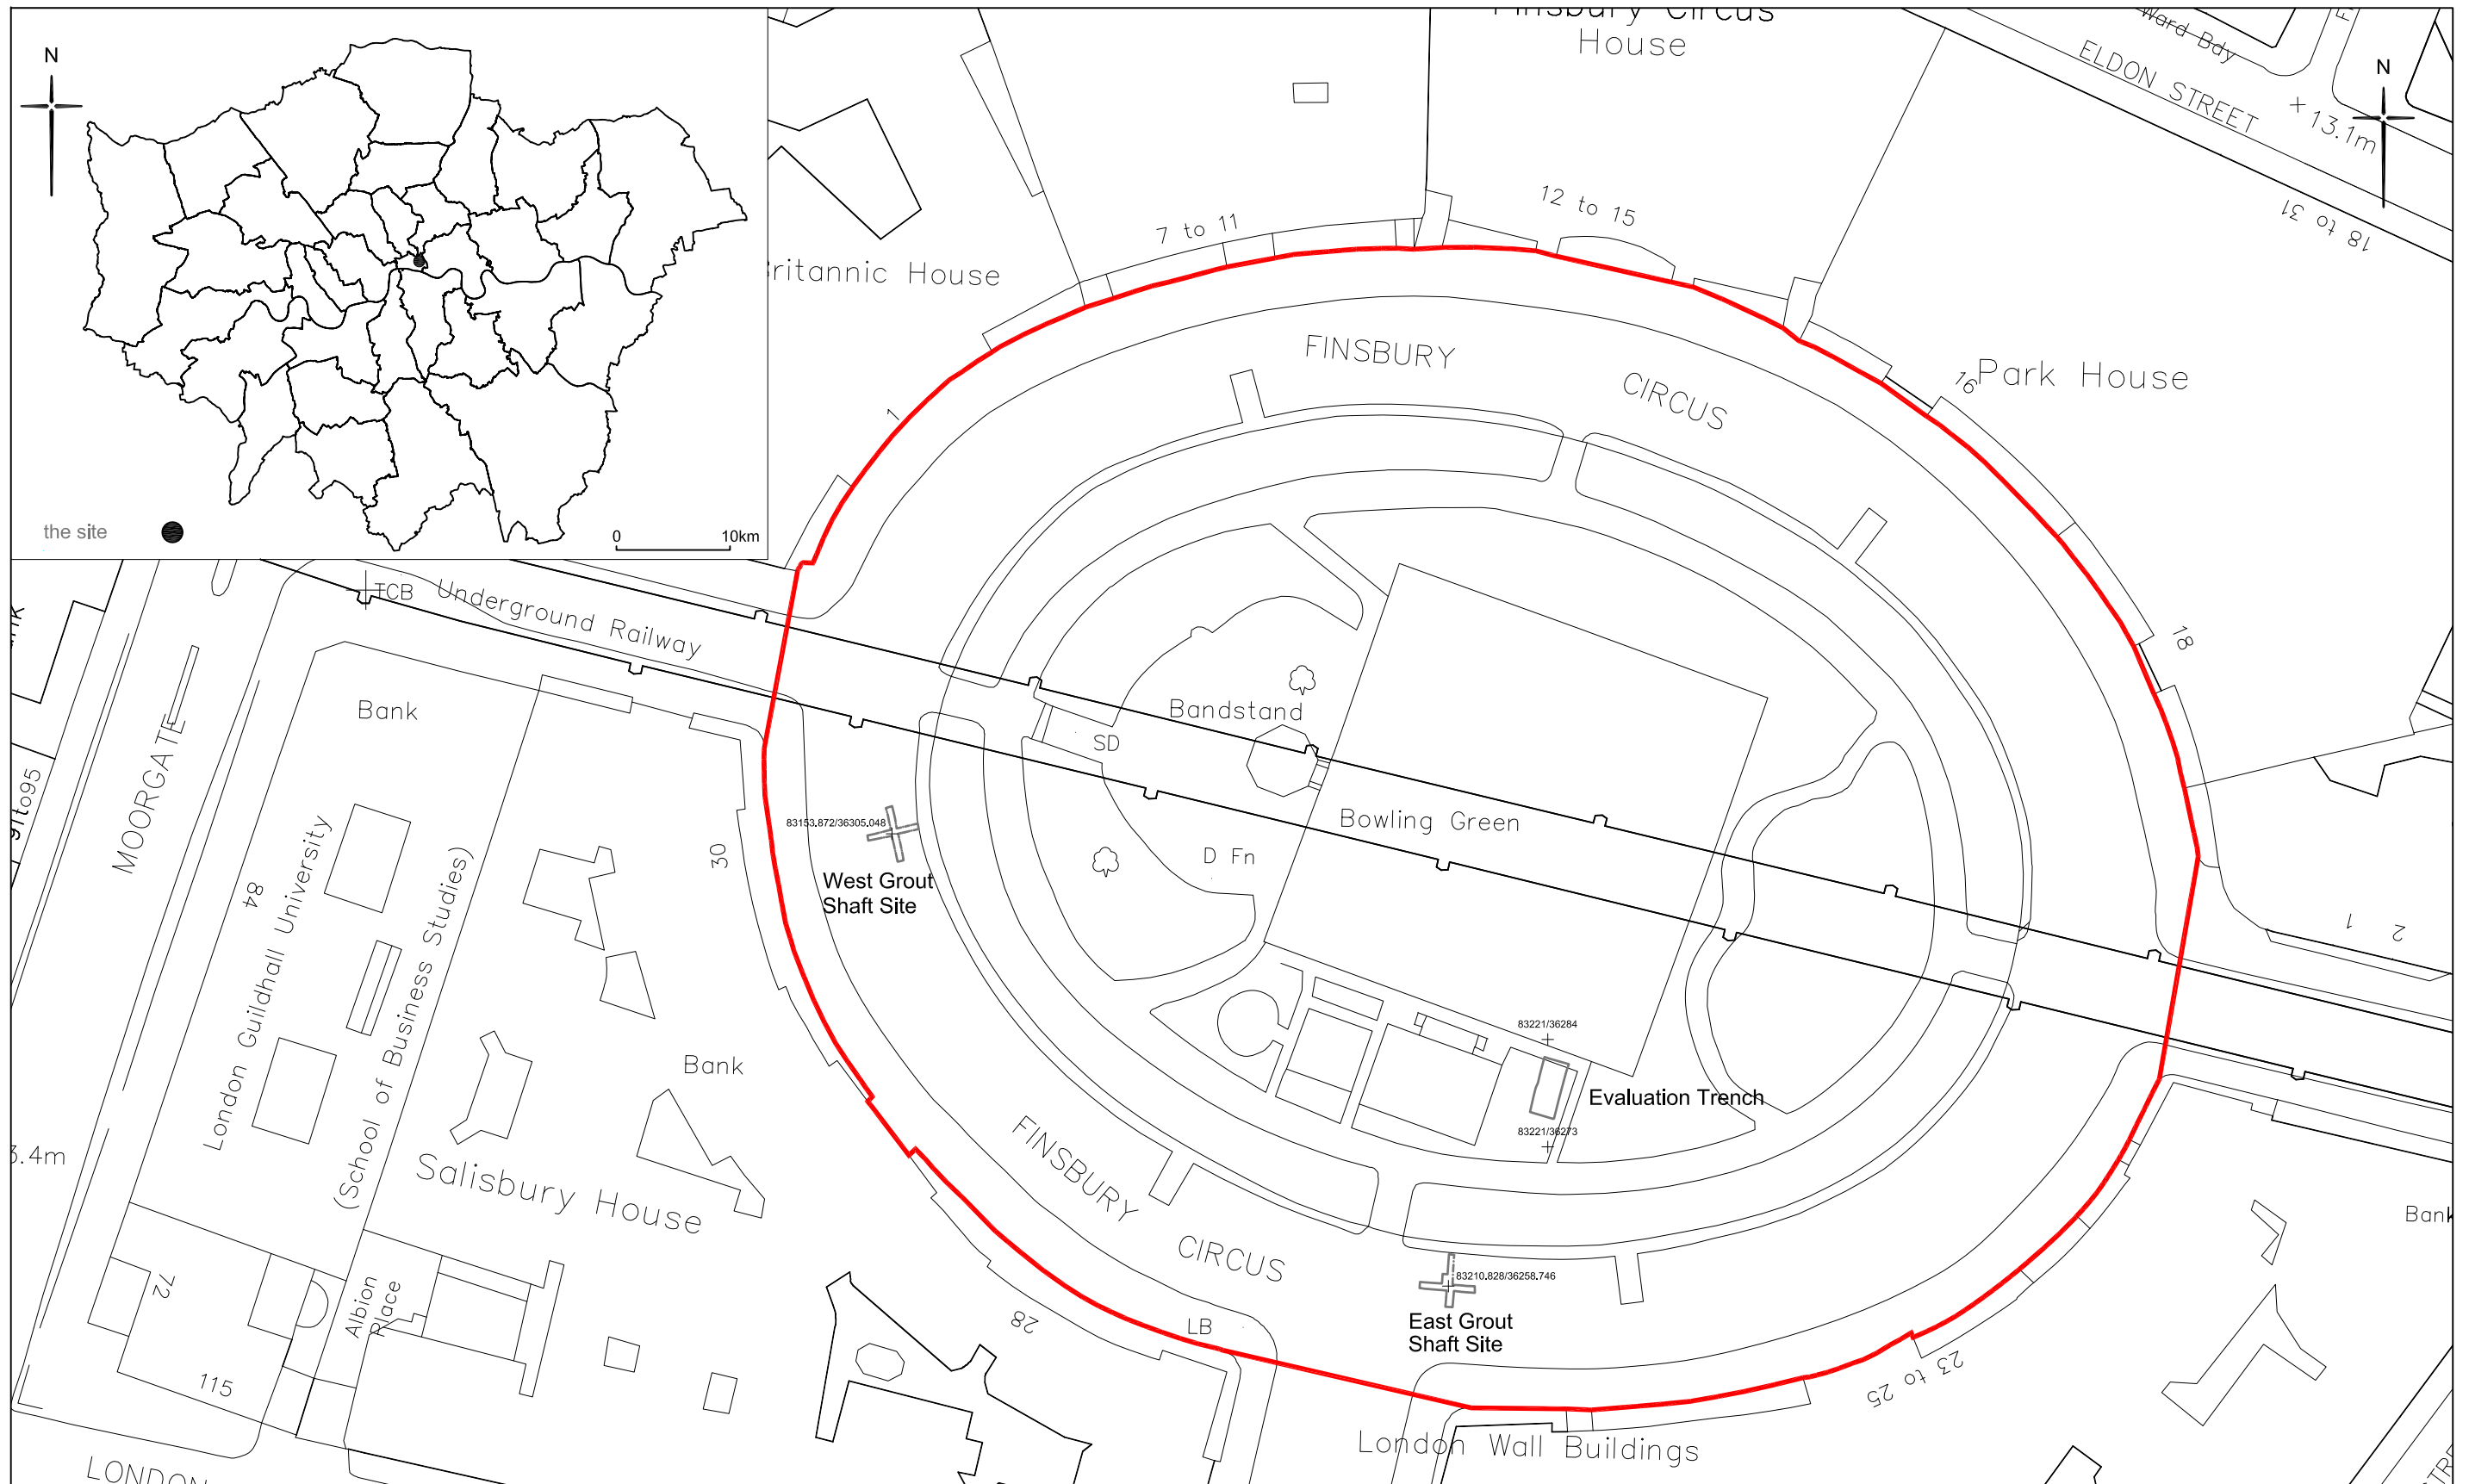 N
the site
0
10km
Finsbury Circus
House
Ward Bdy
ELDON STREET
13.1m
N
18 to 31
12 to 15
7 to 11
Britannic House
FINSBURY
CIRCUS
16
Park House
1
18
TCB
Underground Railway
Bank
MOORGATE
SD
Bandstand
Bowling Green
D Fn
83153.872/36305.048
West Grout
Shaft Site
30
84
London Guildhall University
(School of Business Studies)
Salisbury House
Bank
1
2
83221/36284
Evaluation Trench
83221/36273
FINSBURY
CIRCUS
83210.828/36258.746
East Grout
Shaft Site
LB
28
23 to 25
London Wall Buildings
Bank
72
Albion
Place
115
3.4m
LONDON